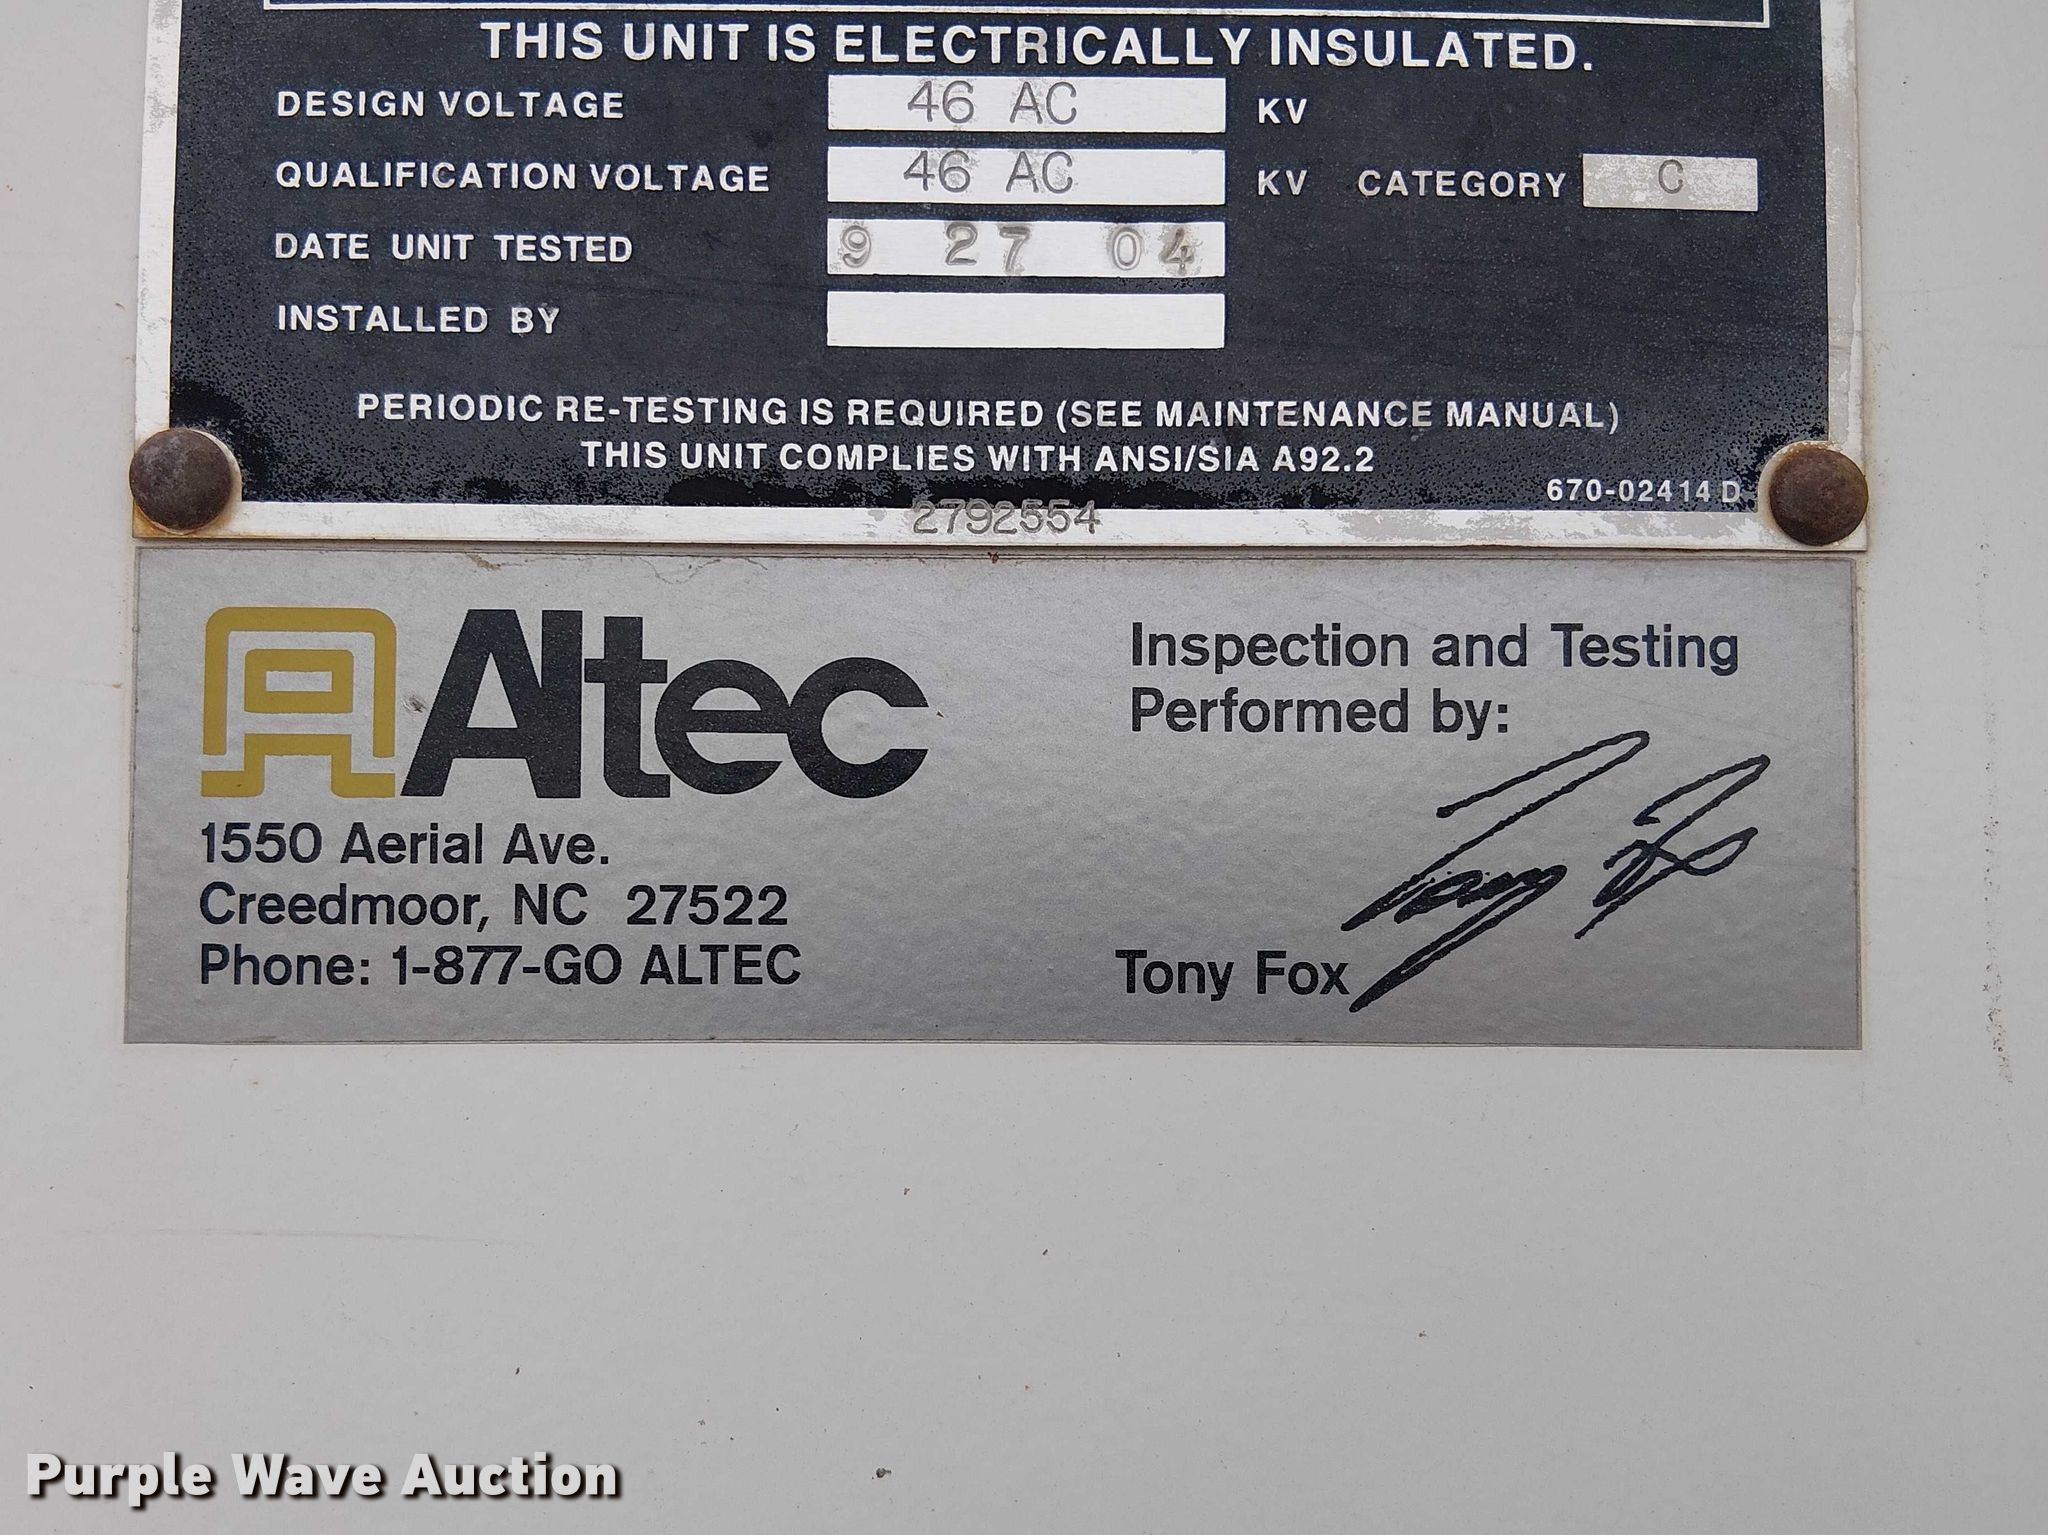 THIS UNIT IS ELECTRICALLY INSULATED.
DESIGN VOLTAGE 46 AC KV
QUALIFICATION VOLTAGE 46 AC KV CATEGORY C
DATE UNIT TESTED 9 27 04
INSTALLED BY
PERIODIC RE-TESTING IS REQUIRED (SEE MAINTENANCE MANUAL)
THIS UNIT COMPLIES WITH ANSI/SIA A92.2
670-02414 D
2792554
Altec
1550 Aerial Ave.
Creedmoor, NC 27522
Phone: 1-877-GO ALTEC
Inspection and Testing
Performed by:
Tony Fox
Tony Fox
Purple Wave Auction